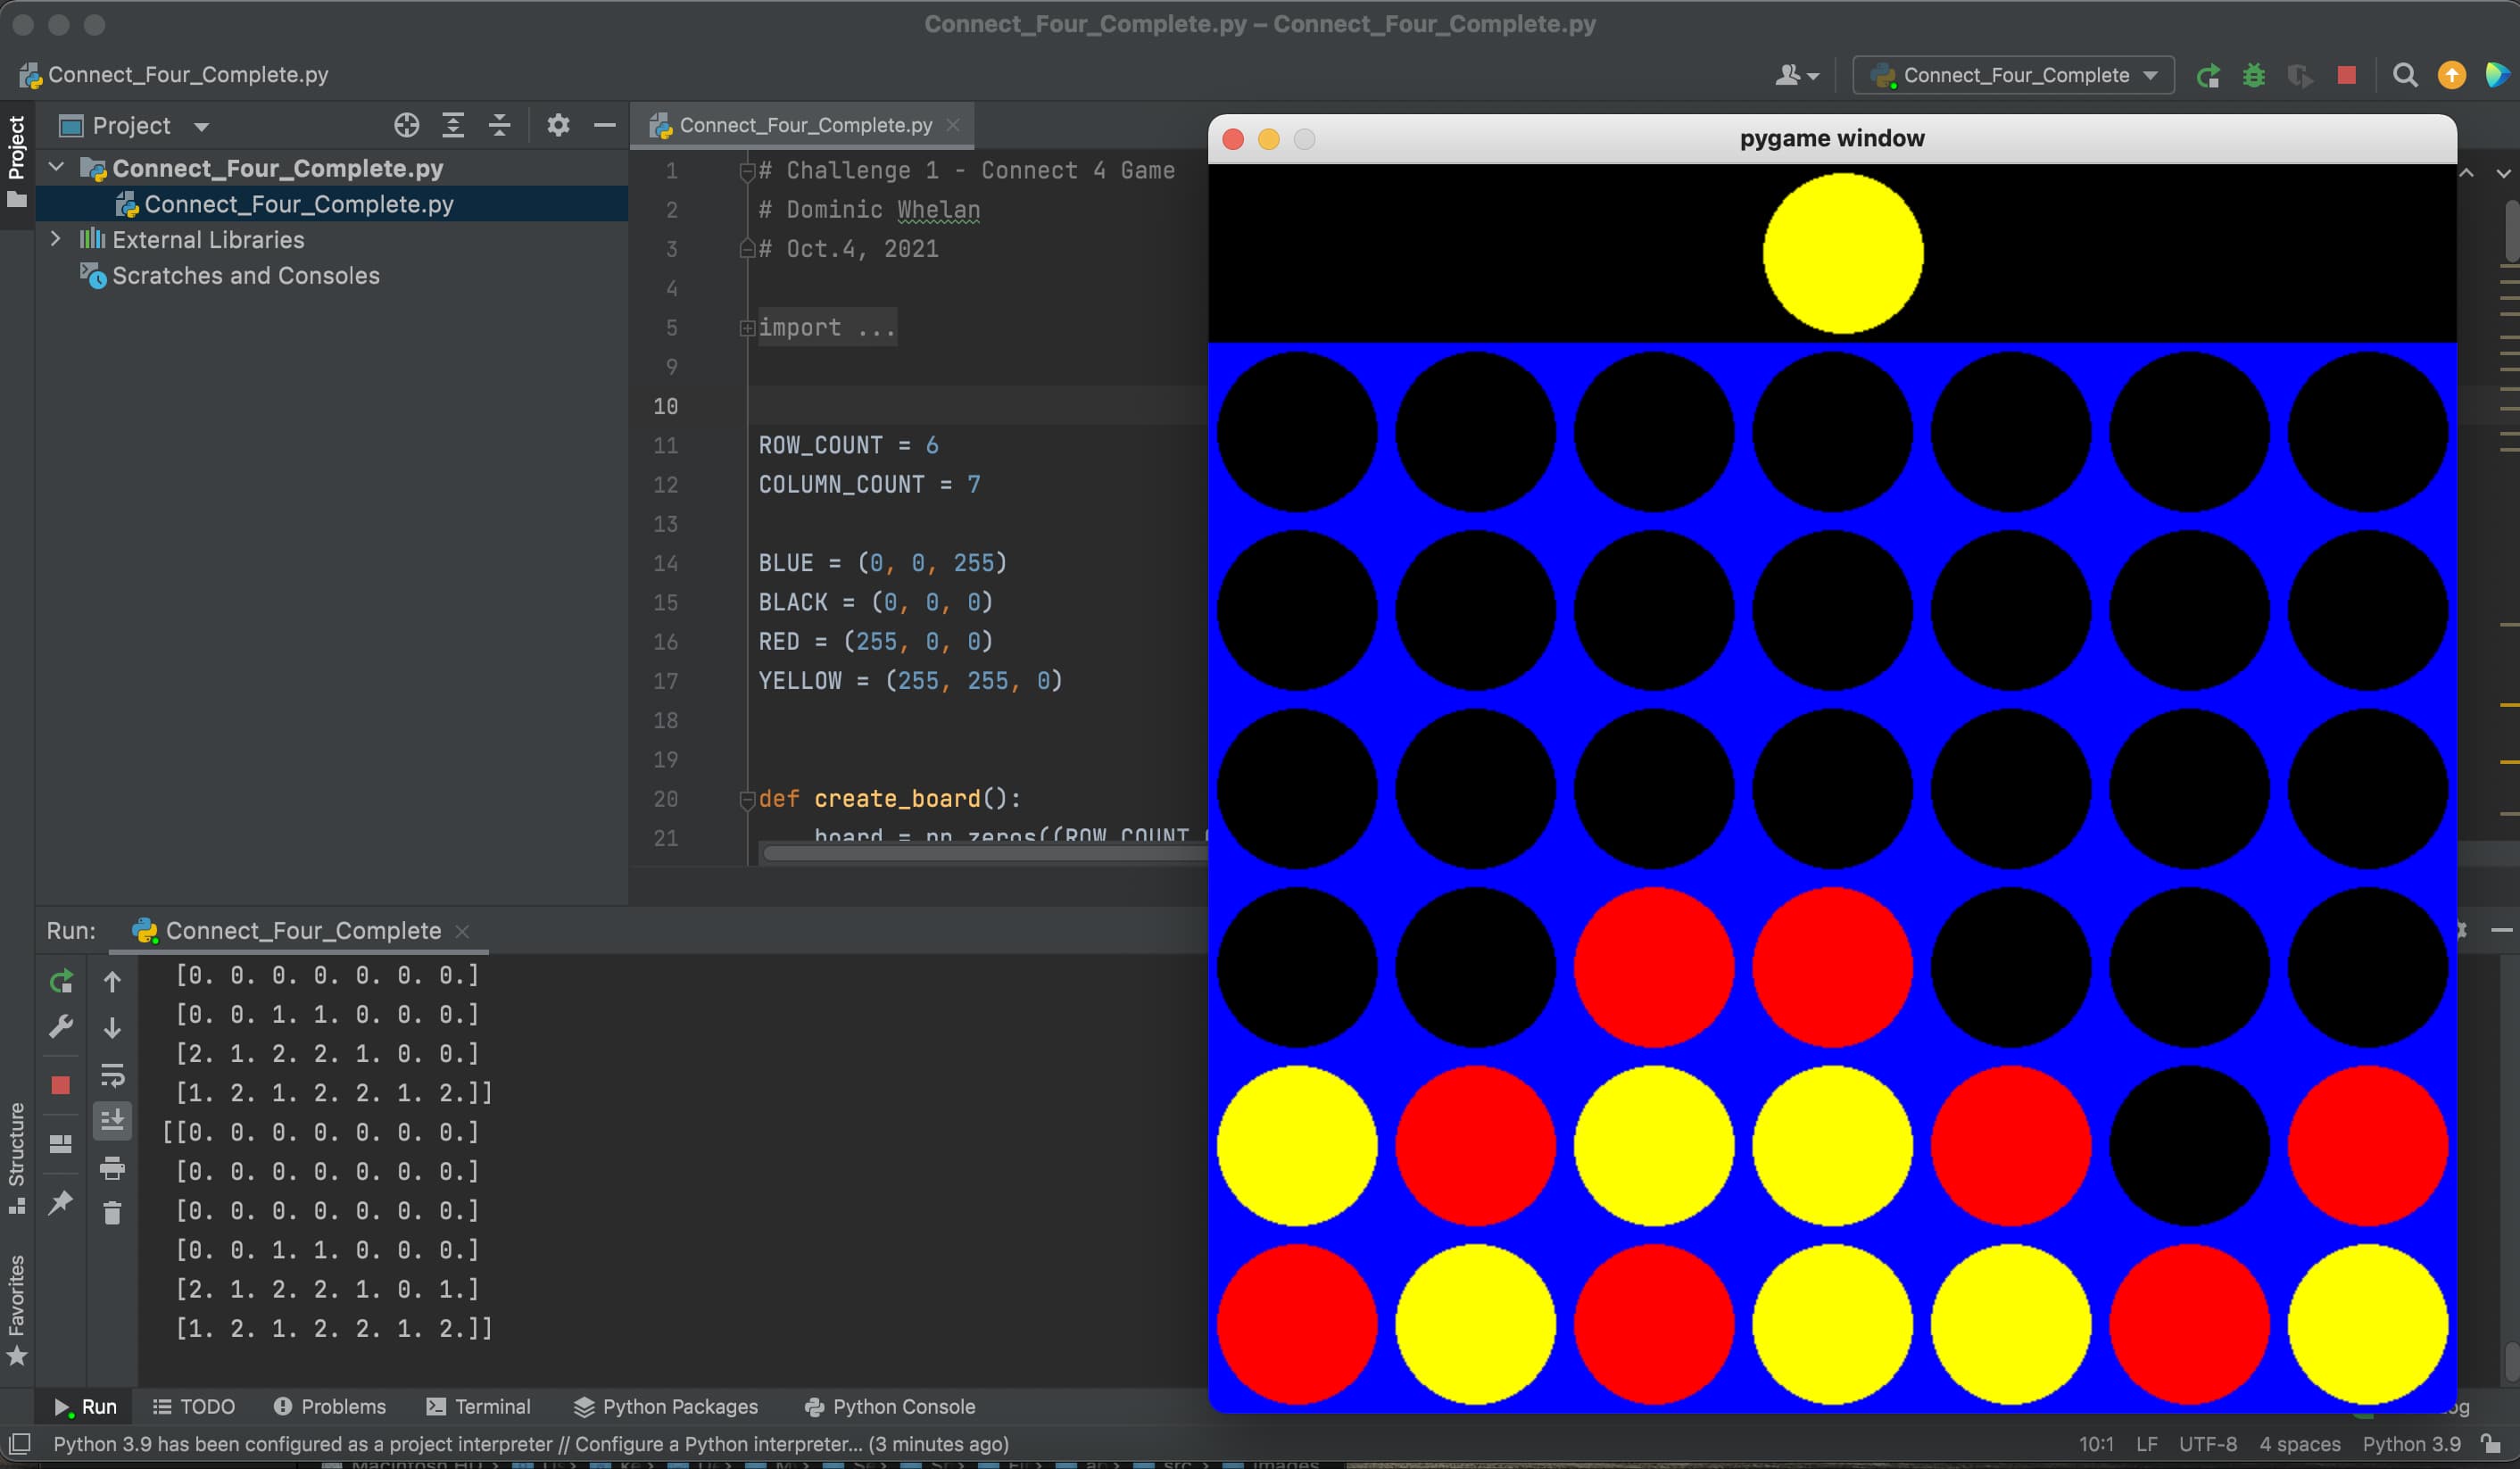 Connect_Four_Complete.py – Connect_Four_Complete.py
Connect_Four_Complete.py
Connect_Four_Complete
Project
Project
Connect_Four_Complete.py
Connect_Four_Complete.py
External Libraries
Scratches and Consoles
Connect_Four_Complete.py
1 # Challenge 1 - Connect 4 Game
2 # Dominic Whelan
3 # Oct.4, 2021
4
5 import ...
9
10
11 ROW_COUNT = 6
12 COLUMN_COUNT = 7
13
14 BLUE = (0, 0, 255)
15 BLACK = (0, 0, 0)
16 RED = (255, 0, 0)
17 YELLOW = (255, 255, 0)
18
19
20 def create_board():
21 board = np.zeros((ROW_COUNT
pygame window
Run:
Connect_Four_Complete
[0. 0. 0. 0. 0. 0. 0.]
[0. 0. 1. 1. 0. 0. 0.]
[2. 1. 2. 2. 1. 0. 0.]
[1. 2. 1. 2. 2. 1. 2.]]
[[0. 0. 0. 0. 0. 0. 0.]
[0. 0. 0. 0. 0. 0. 0.]
[0. 0. 0. 0. 0. 0. 0.]
[0. 0. 1. 1. 0. 0. 0.]
[2. 1. 2. 2. 1. 0. 1.]
[1. 2. 1. 2. 2. 1. 2.]]
Structure
Favorites
Run TODO Problems Terminal Python Packages Python Console
Python 3.9 has been configured as a project interpreter // Configure a Python interpreter... (3 minutes ago)
10:1 LF UTF-8 4 spaces Python 3.9